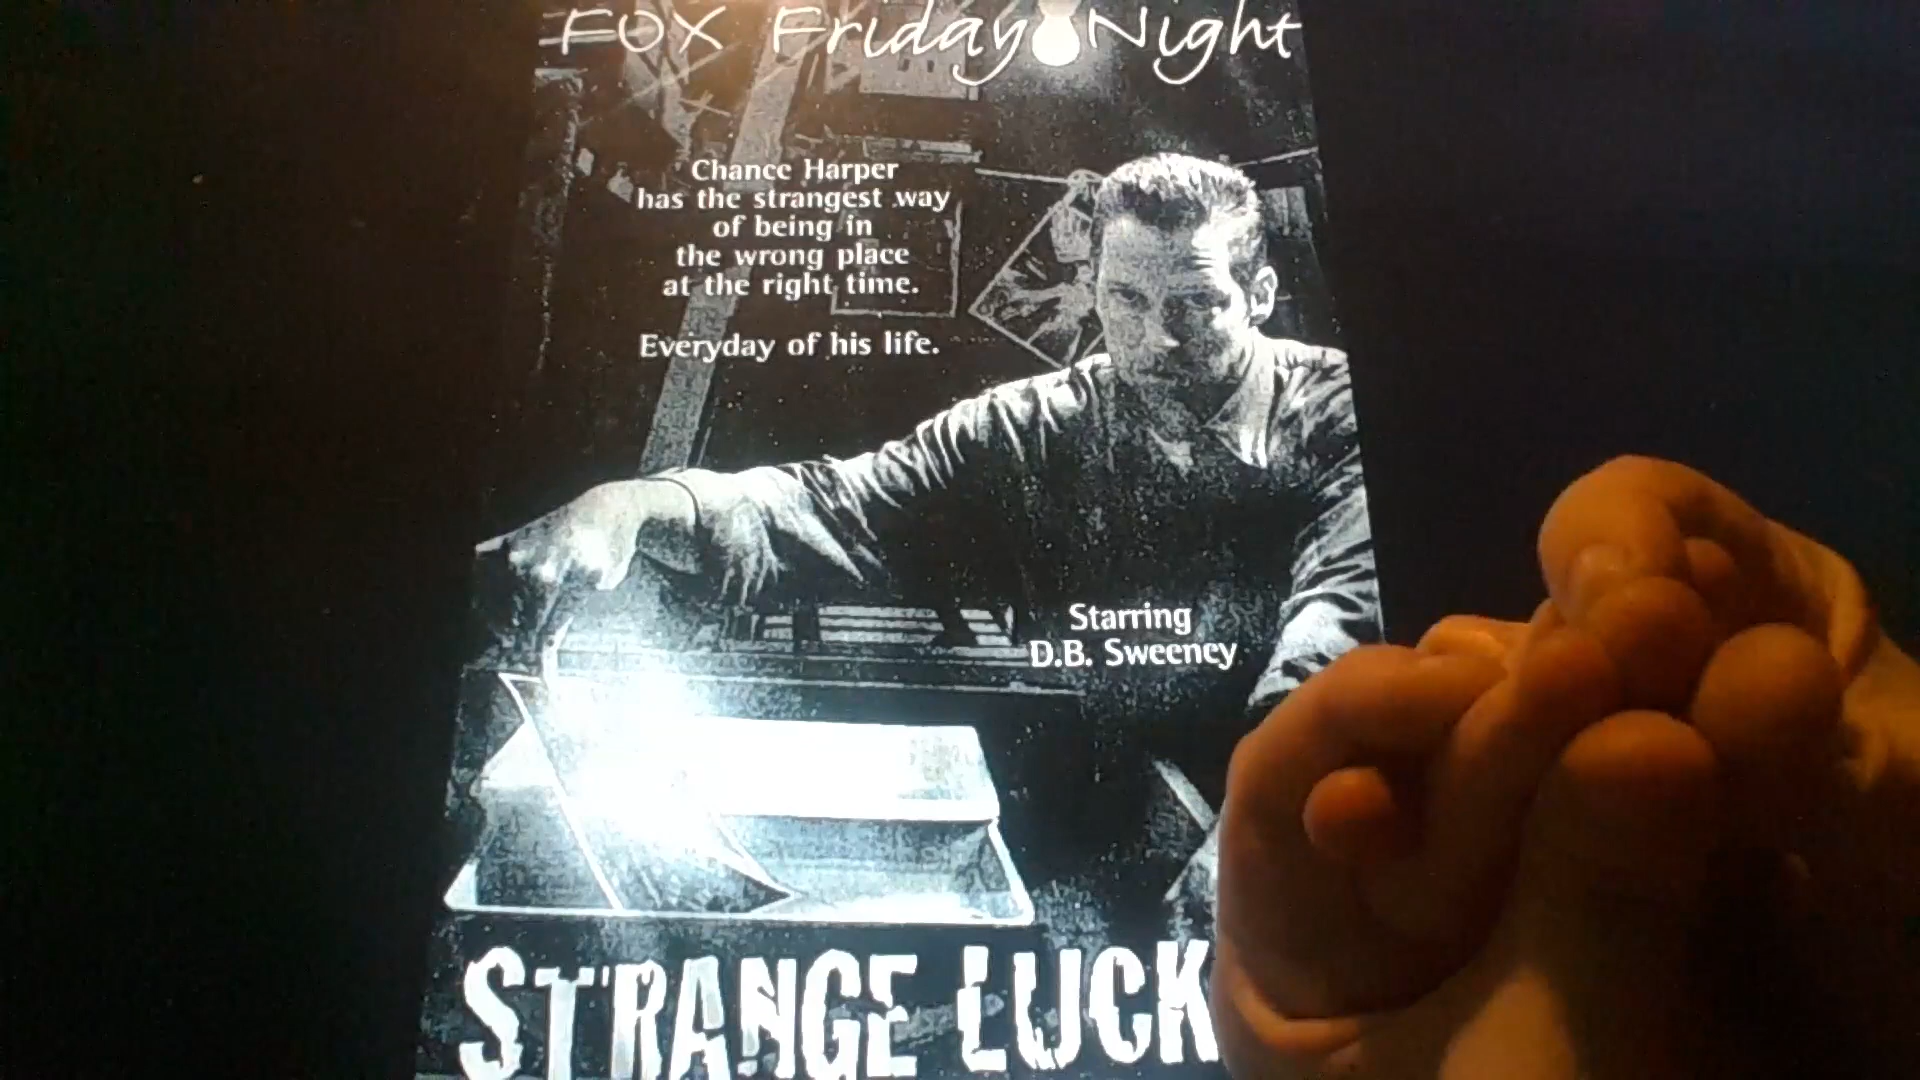 FOX Friday Night
Chance Harper
has the strangest way
of being in
the wrong place
at the right time.
Everyday of his life.
Starring
D.B. Sweeney
STRANGE LUCK